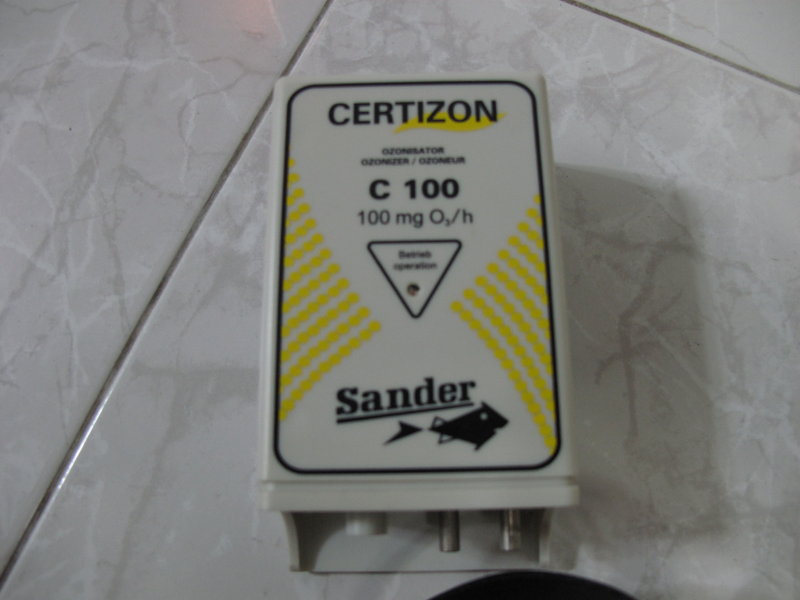 CERTIZON
OZONISATOR
OZONIZER / OZONEUR
C 100
100 mg O₃/h
Betrieb
operation
Sander